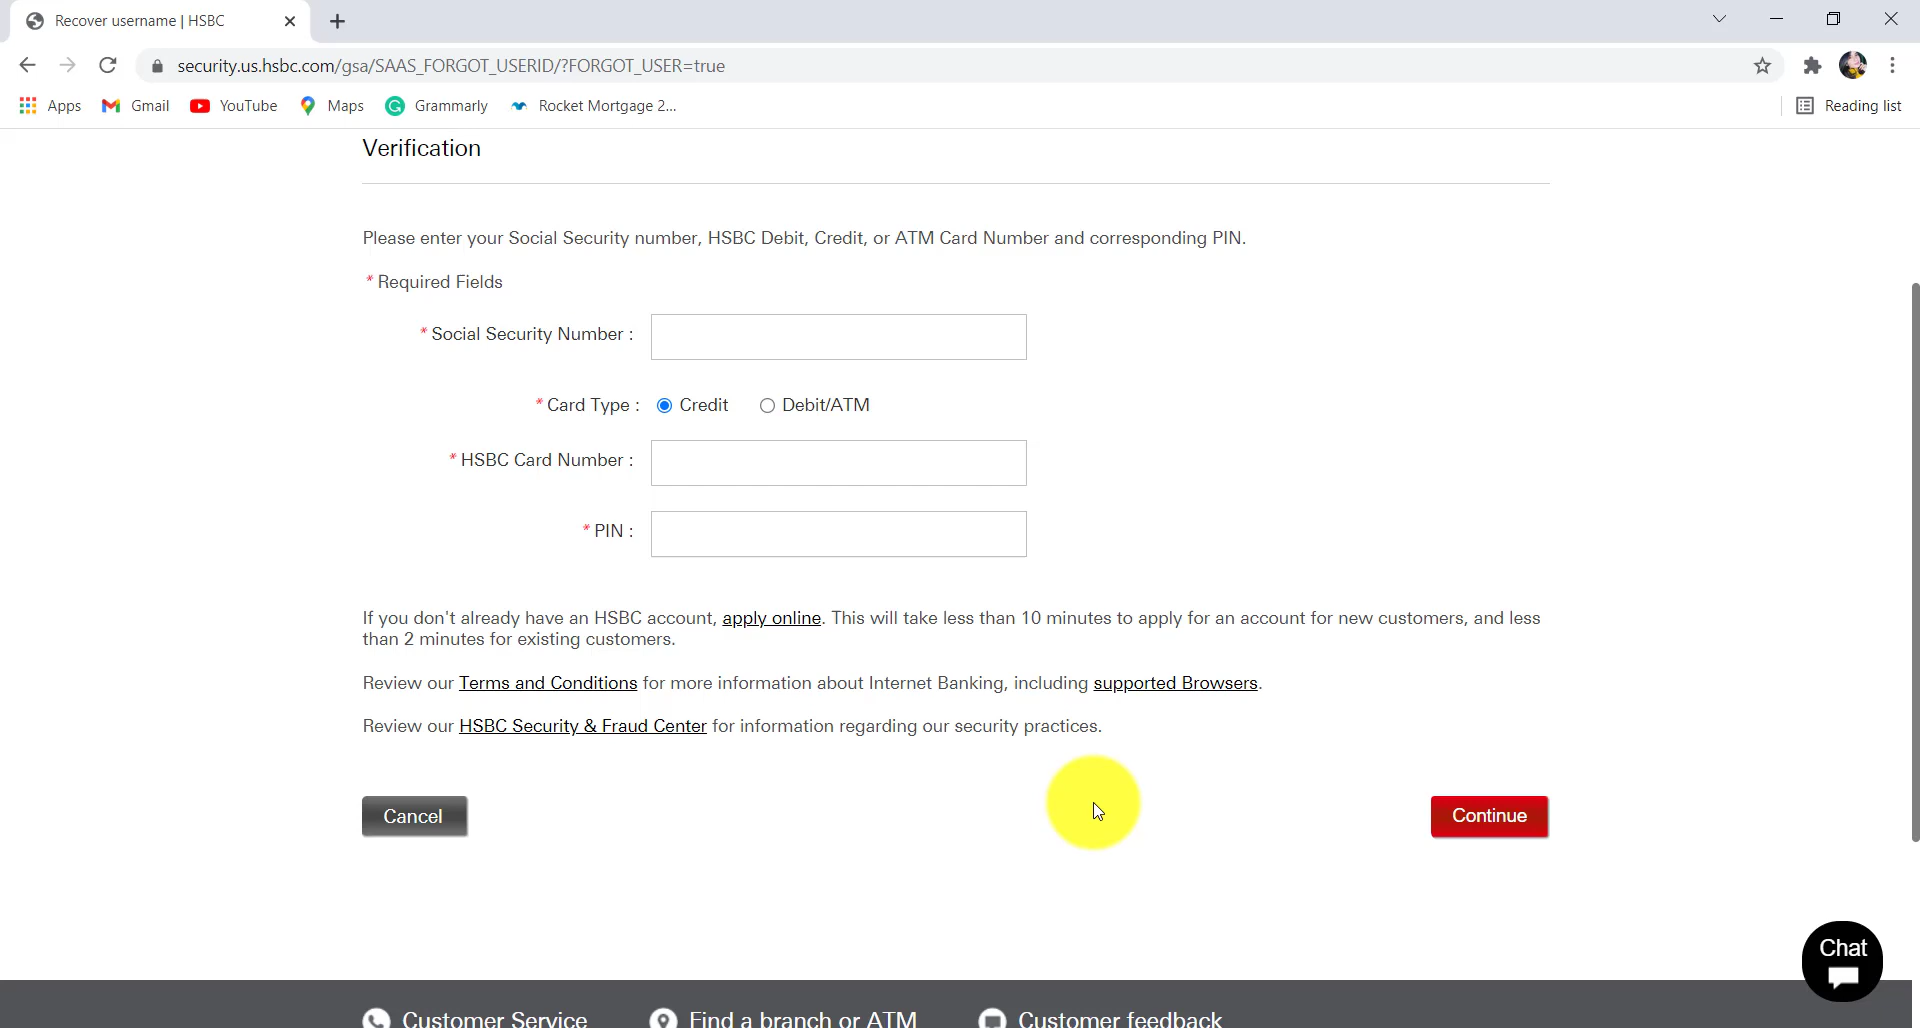 Recover username | HSBC
security.us.hsbc.com/gsa/SAAS_FORGOT_USERID/?FORGOT_USER=true
Apps Gmail YouTube Maps Grammarly Rocket Mortgage 2... Reading list
Verification
Please enter your Social Security number, HSBC Debit, Credit, or ATM Card Number and corresponding PIN.
* Required Fields
* Social Security Number :
* Card Type : Credit Debit/ATM
* HSBC Card Number :
* PIN :
If you don't already have an HSBC account, apply online. This will take less than 10 minutes to apply for an account for new customers, and less
than 2 minutes for existing customers.
Review our Terms and Conditions for more information about Internet Banking, including supported Browsers.
Review our HSBC Security & Fraud Center for information regarding our security practices.
Cancel Continue
Chat
Customer Service Find a branch or ATM Customer feedback